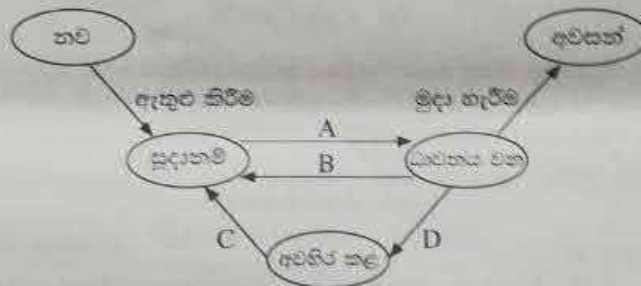 නව
අවසන්
ඇතුළු කිරීම
මුදා හැරීම
A
සූදානම්
ධාවනය වන
B
C
D
අවහිර කළ